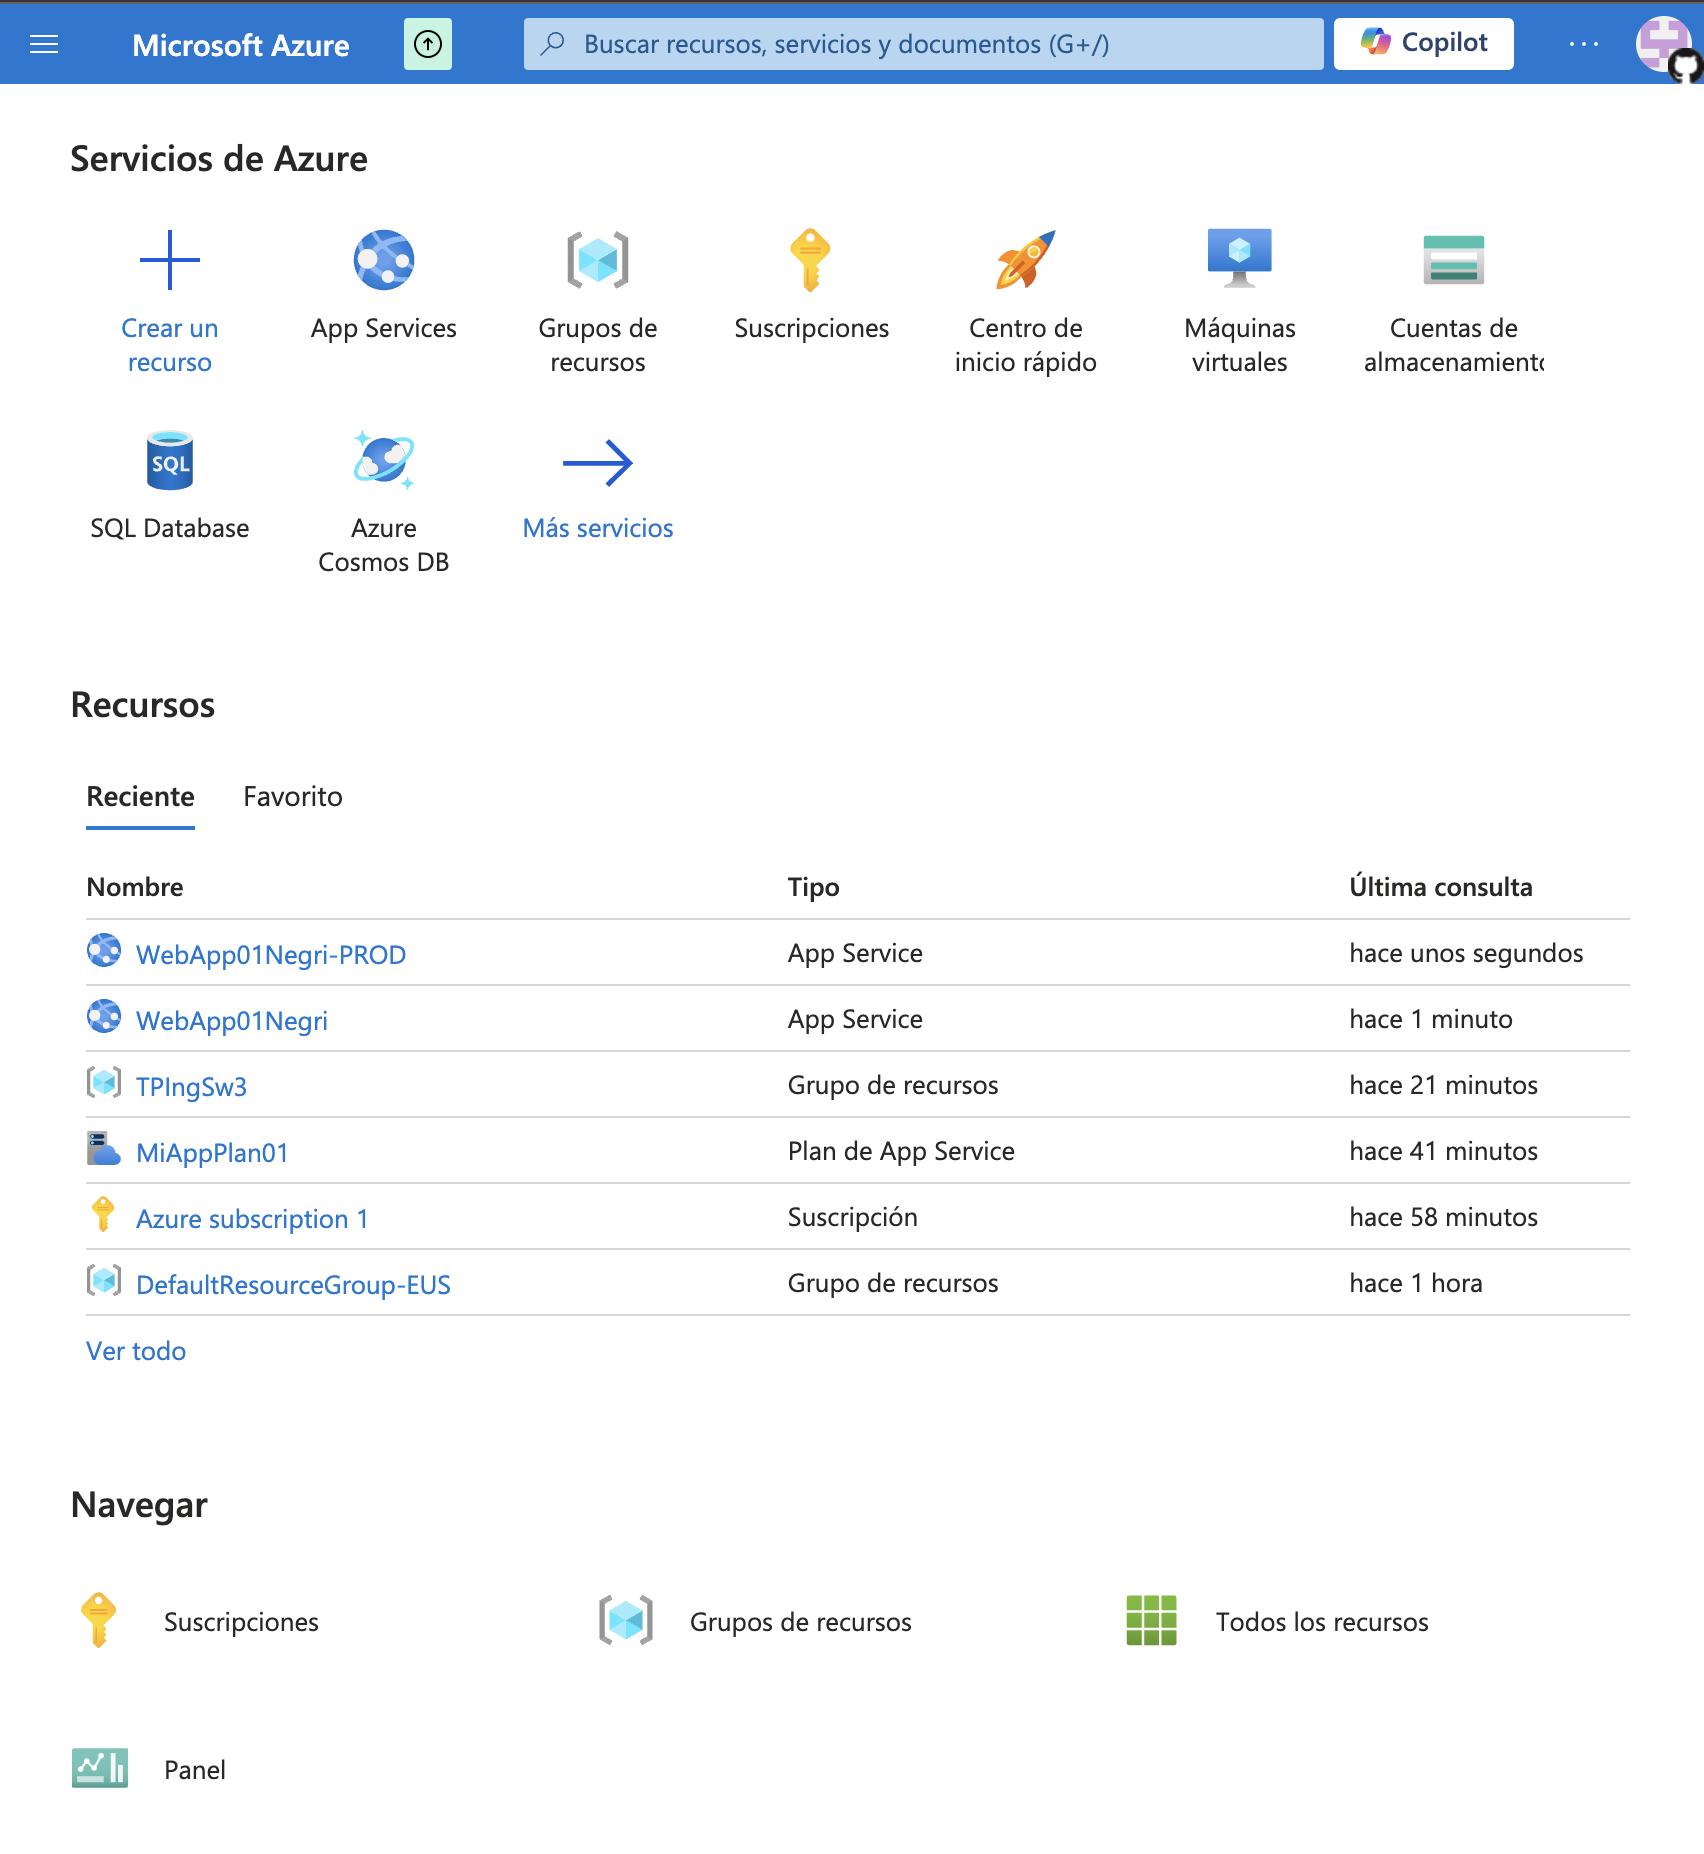 Microsoft Azure
Buscar recursos, servicios y documentos (G+/)
Copilot
Servicios de Azure
Crear un
recurso
App Services
Grupos de
recursos
Suscripciones
Centro de
inicio rápido
Máquinas
virtuales
Cuentas de
almacenamiento
SQL
SQL Database
Azure
Cosmos DB
Más servicios
Recursos
Reciente Favorito
Nombre Tipo Última consulta
WebApp01Negri-PROD App Service hace unos segundos
WebApp01Negri App Service hace 1 minuto
TPIngSw3 Grupo de recursos hace 21 minutos
MiAppPlan01 Plan de App Service hace 41 minutos
Azure subscription 1 Suscripción hace 58 minutos
DefaultResourceGroup-EUS Grupo de recursos hace 1 hora
Ver todo
Navegar
Suscripciones Grupos de recursos Todos los recursos
Panel